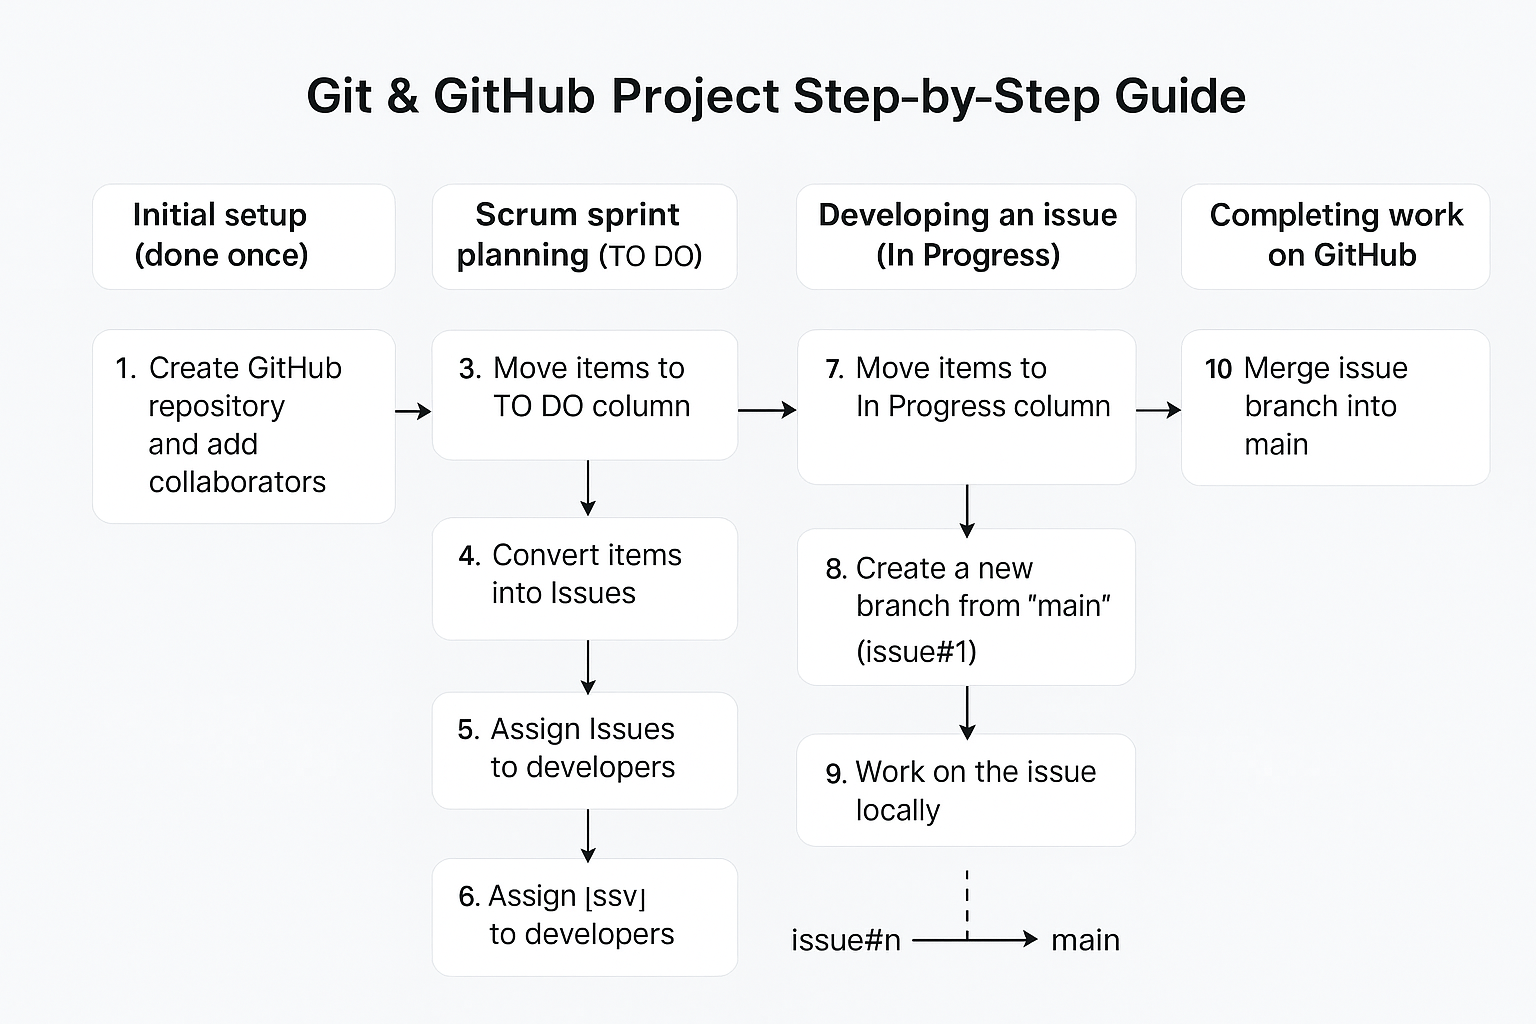 Git & GitHub Project Step-by-Step Guide
Initial setup
(done once)
Scrum sprint
planning (TO DO)
Developing an issue
(In Progress)
Completing work
on GitHub
1. Create GitHub
repository
and add
collaborators
3. Move items to
TO DO column
4. Convert items
into Issues
5. Assign Issues
to developers
6. Assign
to developers
7. Move items to
In Progress column
8. Create a new
branch from "main"
(issue#1)
9. Work on the issue
locally
issue#n
main
10 Merge issue
branch into
main